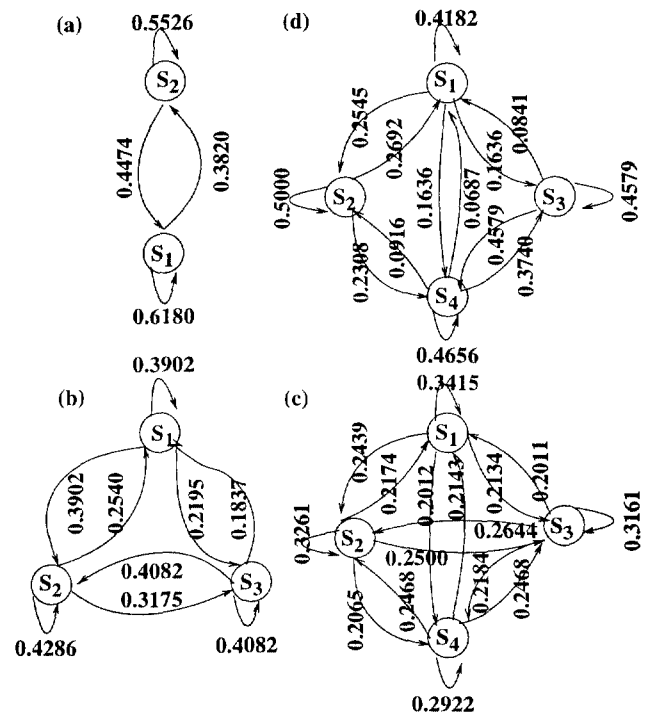 (a)
0.5526
S2
0.4474
0.3820
S1
0.6180
(d)
0.4182
S1
0.2545
0.2692
0.1636
0.0687
0.1636
0.0841
S2
0.5000
S3
0.4579
0.2308
0.0916
0.4579
0.3740
S4
0.4656
(b)
0.3902
S1
0.3902
0.2540
0.2195
0.1837
S2
0.4082
S3
0.3175
0.4286
0.4082
(c)
0.3415
S1
0.2439
0.2174
0.2012
0.2143
0.2134
0.2011
S2
0.3261
0.2644
S3
0.3161
0.2500
0.2065
0.2468
0.2184
0.2468
S4
0.2922